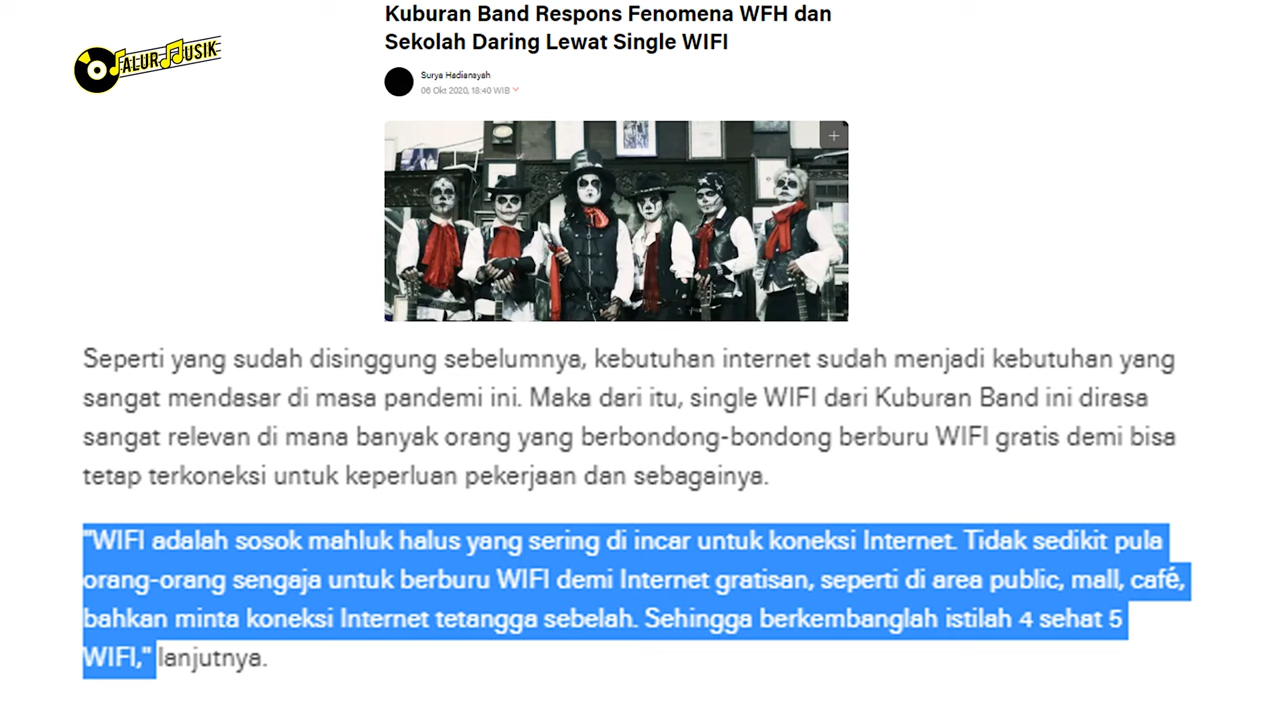 Kuburan Band Respons Fenomena WFH dan
Sekolah Daring Lewat Single WIFI
ALUR MUSIK
Surya Hadiansyah
06 Okt 2020, 18:40 WIB
Seperti yang sudah disinggung sebelumnya, kebutuhan internet sudah menjadi kebutuhan yang
sangat mendasar di masa pandemi ini. Maka dari itu, single WIFI dari Kuburan Band ini dirasa
sangat relevan di mana banyak orang yang berbondong-bondong berburu WIFI gratis demi bisa
tetap terkoneksi untuk keperluan pekerjaan dan sebagainya.
"WIFI adalah sosok mahluk halus yang sering di incar untuk koneksi Internet. Tidak sedikit pula
orang-orang sengaja untuk berburu WIFI demi Internet gratisan, seperti di area public, mall, café,
bahkan minta koneksi Internet tetangga sebelah. Sehingga berkembanglah istilah 4 sehat 5
WIFI," lanjutnya.